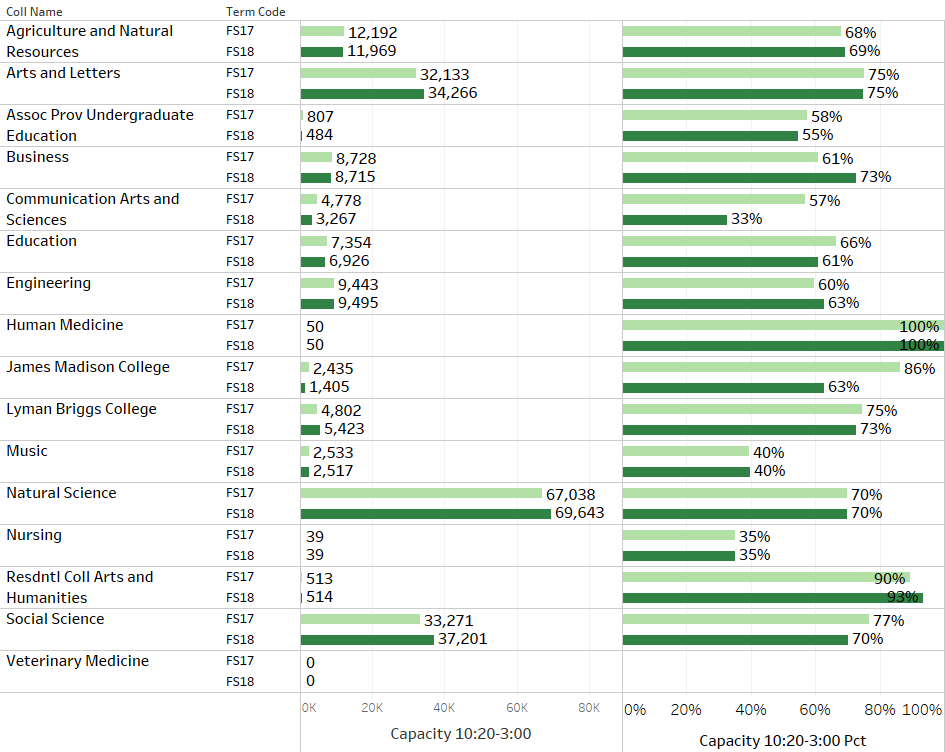 Coll Name Term Code
Agriculture and Natural FS17 12,192 68%
Resources FS18 11,969 69%
Arts and Letters FS17 32,133 75%
FS18 34,266 75%
Assoc Prov Undergraduate FS17 807 58%
Education FS18 484 55%
Business FS17 8,728 61%
FS18 8,715 73%
Communication Arts and FS17 4,778 57%
Sciences FS18 3,267 33%
Education FS17 7,354 66%
FS18 6,926 61%
Engineering FS17 9,443 60%
FS18 9,495 63%
Human Medicine FS17 50 100%
FS18 50 100%
James Madison College FS17 2,435 86%
FS18 1,405 63%
Lyman Briggs College FS17 4,802 75%
FS18 5,423 73%
Music FS17 2,533 40%
FS18 2,517 40%
Natural Science FS17 67,038 70%
FS18 69,643 70%
Nursing FS17 39 35%
FS18 39 35%
Resdntl Coll Arts and FS17 513 90%
Humanities FS18 514 93%
Social Science FS17 33,271 77%
FS18 37,201 70%
Veterinary Medicine FS17 0
FS18 0
0K 20K 40K 60K 80K 0% 20% 40% 60% 80% 100%
Capacity 10:20-3:00 Capacity 10:20-3:00 Pct